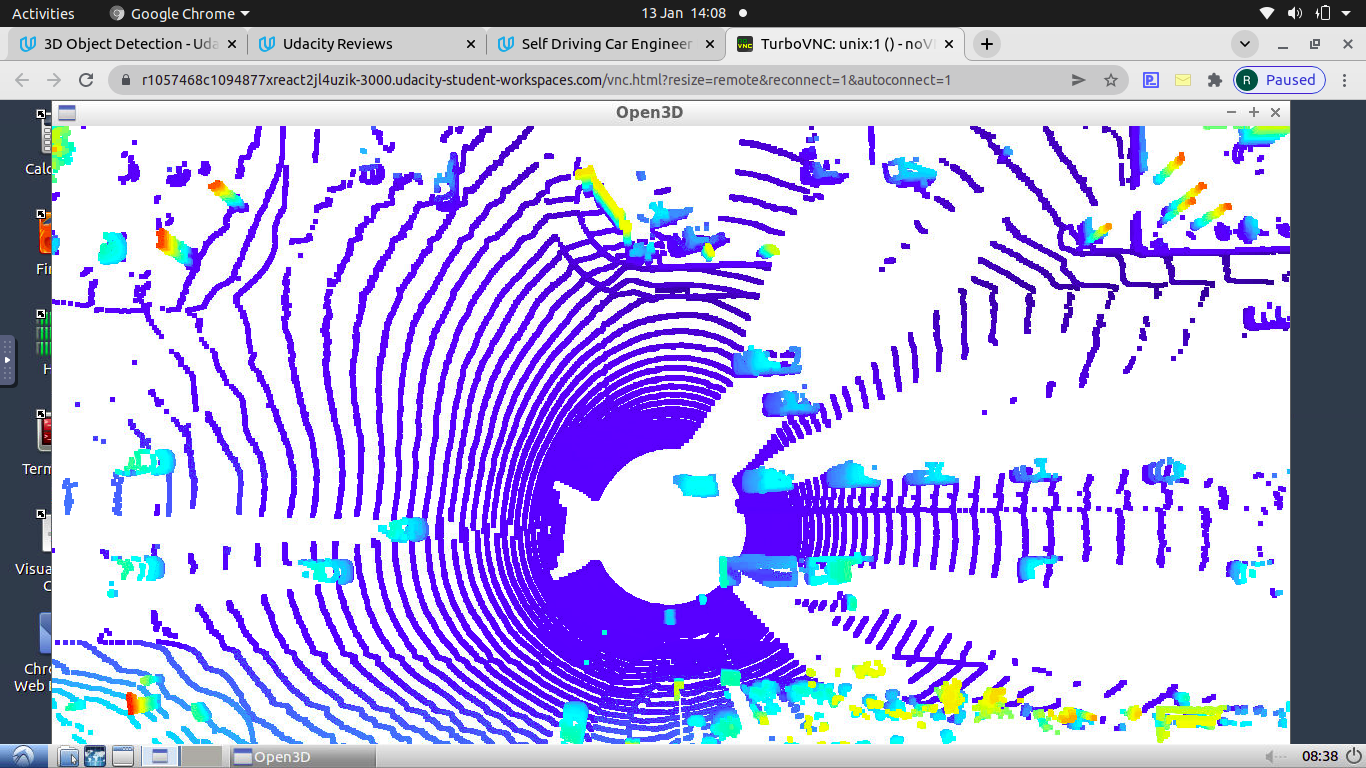 Activities
Google Chrome
13 Jan 14:08
3D Object Detection - Uda
Udacity Reviews
Self Driving Car Engineer
TurboVNC: unix:1 () - noV
r1057468c1094877xreact2jl4uzik-3000.udacity-student-workspaces.com/vnc.html?resize=remote&reconnect=1&autoconnect=1
R
Paused
Open3D
Calc
Fir
H
Term
Visua
C
Chro
Web
Open3D
08:38